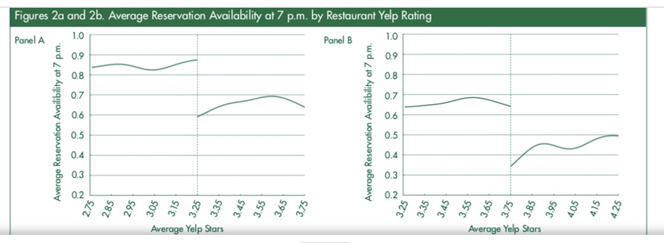 Figures 2a and 2b. Average Reservation Availability at 7 p.m. by Restaurant Yelp Rating
Panel A
Average Reservation Availibility at 7 p.m.
1.0
0.9
0.8
0.7
0.6
0.5
0.4
0.3
0.2
2.75 2.85 2.95 3.05 3.15 3.25 3.35 3.45 3.55 3.65 3.75
Average Yelp Stars
Panel B
Average Reservation Availibility at 7 p.m.
1.0
0.9
0.8
0.7
0.6
0.5
0.4
0.3
0.2
3.25 3.35 3.45 3.55 3.65 3.75 3.85 3.95 4.05 4.15 4.25
Average Yelp Stars